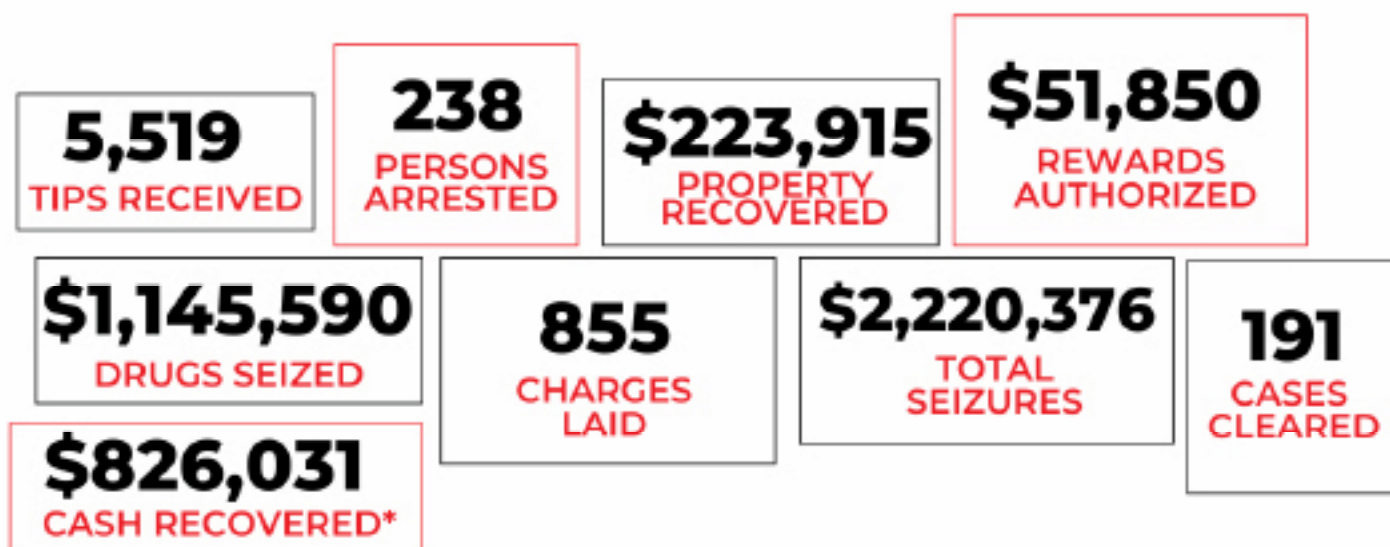 5,519
TIPS RECEIVED
238
PERSONS
ARRESTED
$223,915
PROPERTY
RECOVERED
$51,850
REWARDS
AUTHORIZED
$1,145,590
DRUGS SEIZED
855
CHARGES
LAID
$2,220,376
TOTAL
SEIZURES
191
CASES
CLEARED
$826,031
CASH RECOVERED*